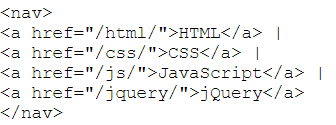 <nav>
<a href="/html/">HTML</a> |
<a href="/css/">CSS</a> |
<a href="/js/">JavaScript</a> |
<a href="/jquery/">jQuery</a>
</nav>